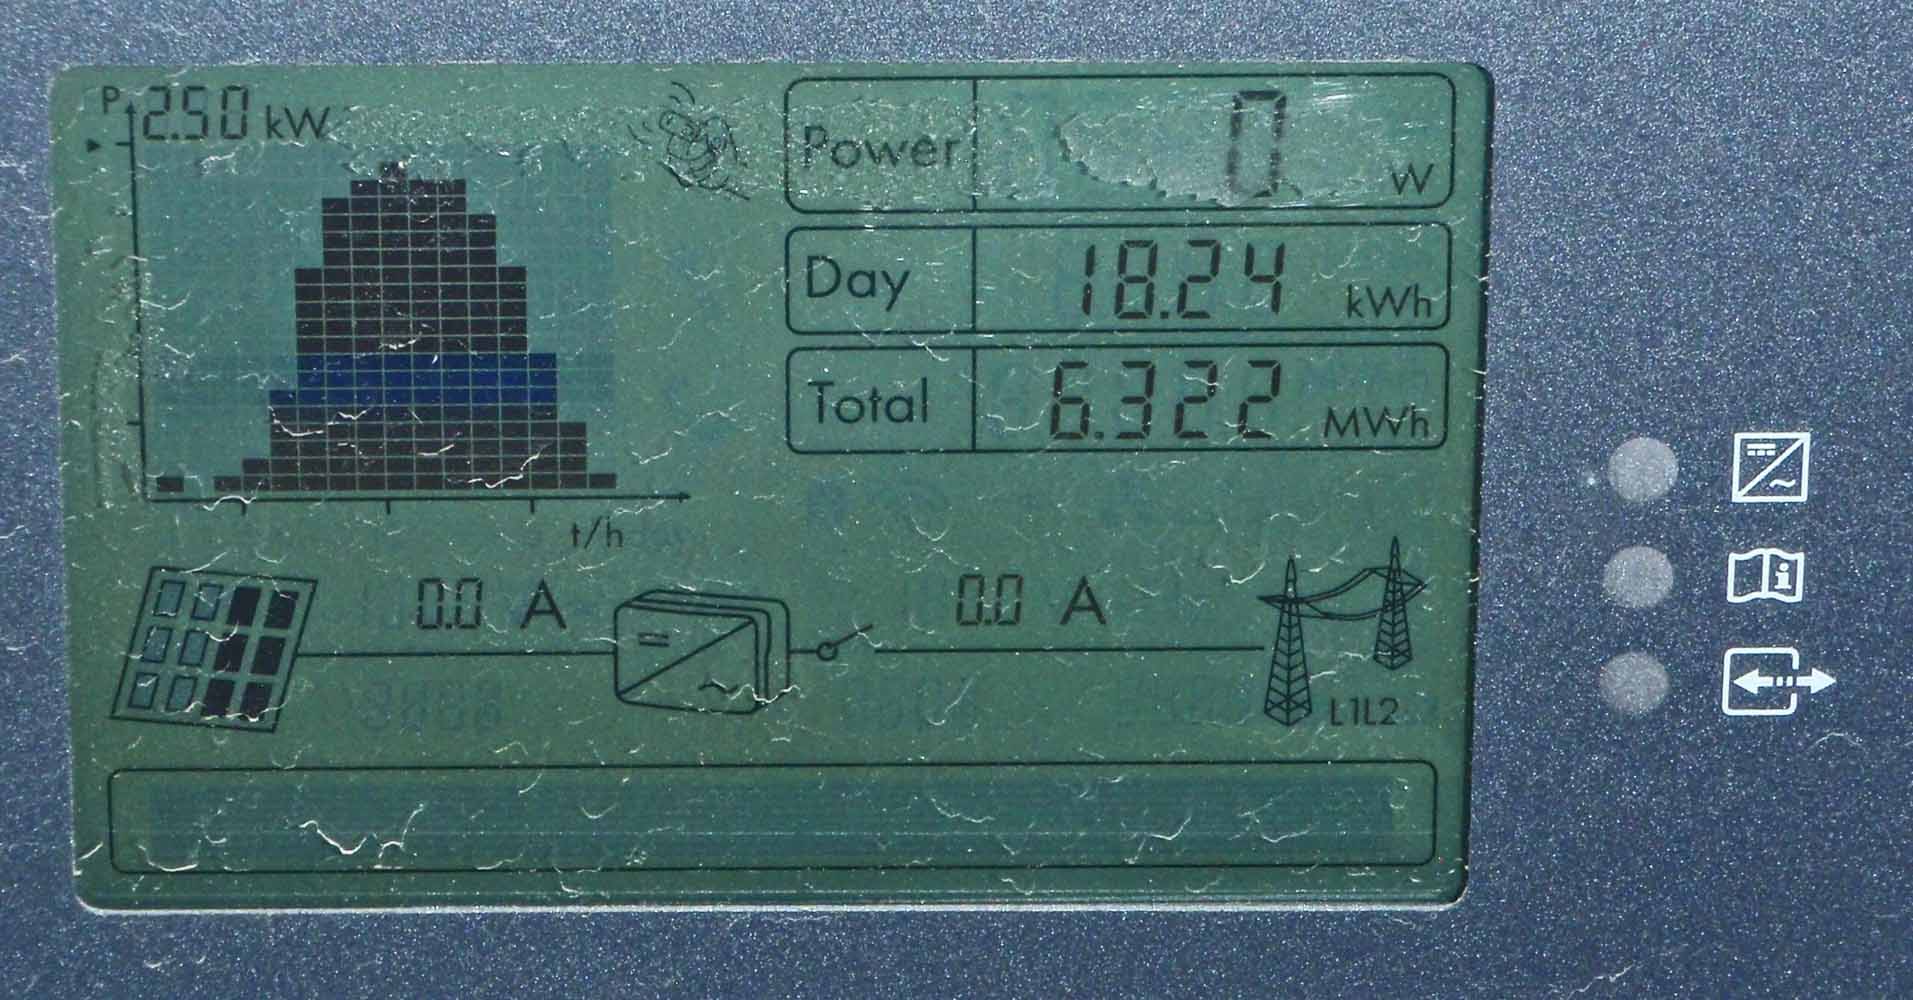 P 2.50 kW
Power 0 W
Day 18.24 kWh
Total 6.322 MWh
t/h
0.0 A
0.0 A
L1L2